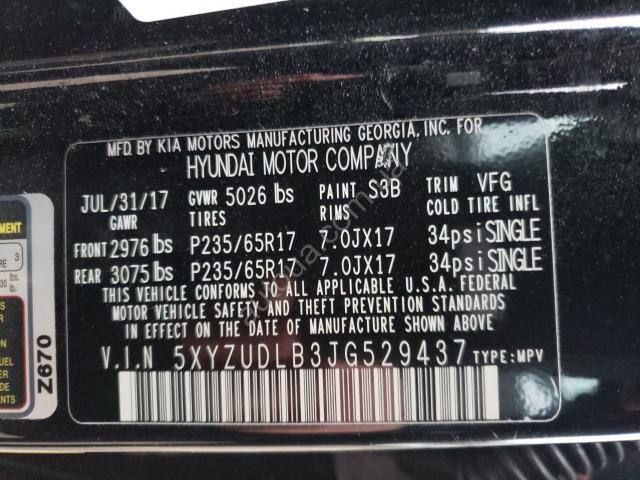 MFD. BY KIA MOTORS MANUFACTURING GEORGIA, INC. FOR
HYUNDAI MOTOR COMPANY
JUL/31/17 GVWR 5026 lbs PAINT S3B TRIM VFG
GAWR TIRES RIMS COLD TIRE INFL
FRONT 2976 lbs P235/65R17 7.0JX17 34psi SINGLE
REAR 3075 lbs P235/65R17 7.0JX17 34psi SINGLE
THIS VEHICLE CONFORMS TO ALL APPLICABLE U.S.A. FEDERAL
MOTOR VEHICLE SAFETY AND THEFT PREVENTION STANDARDS
IN EFFECT ON THE DATE OF MANUFACTURE SHOWN ABOVE.
V.I.N 5XYZUDLB3JG529437 TYPE:MPV
Z670
3
lbs.